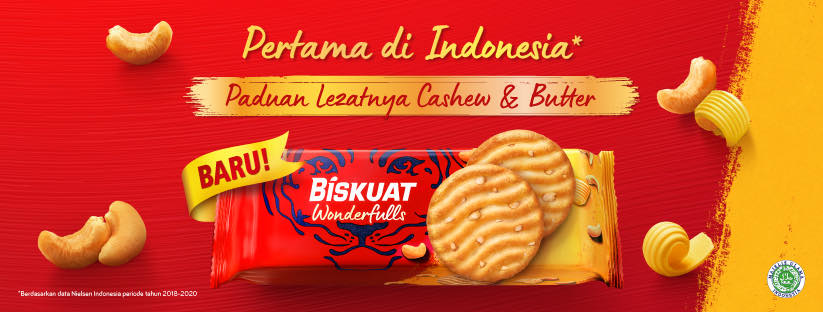 Pertama di Indonesia*
Paduan Lezatnya Cashew & Butter
BARU!
BISKUAT
Wonderfulls
*Berdasarkan data Nielsen Indonesia periode tahun 2018-2020